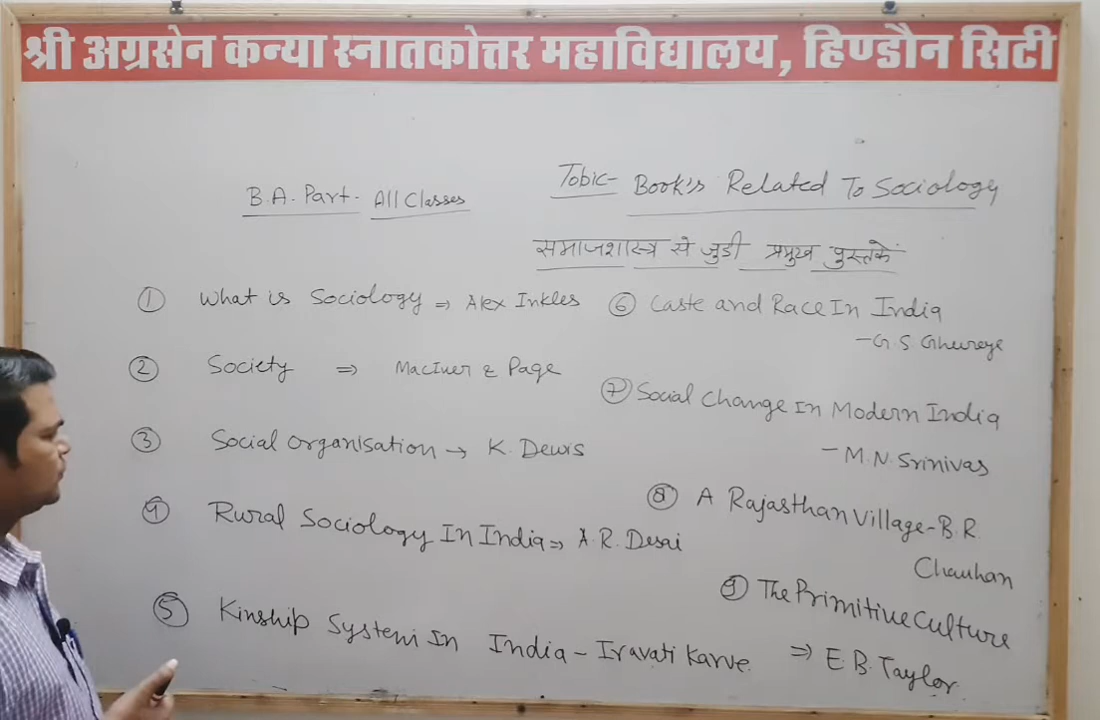 श्री अग्रसेन कन्या स्नातकोत्तर महाविद्यालय, हिण्डौन सिटी
B.A. Part- All Classes
Tobic- Book's Related To Sociology
समाजशास्त्र से जुडी प्रमुख पुस्तकें
① What is Sociology ⇒ Alex Inkles
② Society ⇒ MacIver & Page
③ Social Organisation → K. Dewis
④ Rural Sociology In India ⇒ A.R. Desai
⑤ Kinship System In India - Iravati Karve
⑥ Caste and Race In India
- G S Ghureye
⑦ Social Change In Modern India
- M.N. Srinivas
⑧ A Rajasthan Village - B.R.
Chauhan
⑨ The Primitive Culture
⇒ E.B. Taylor